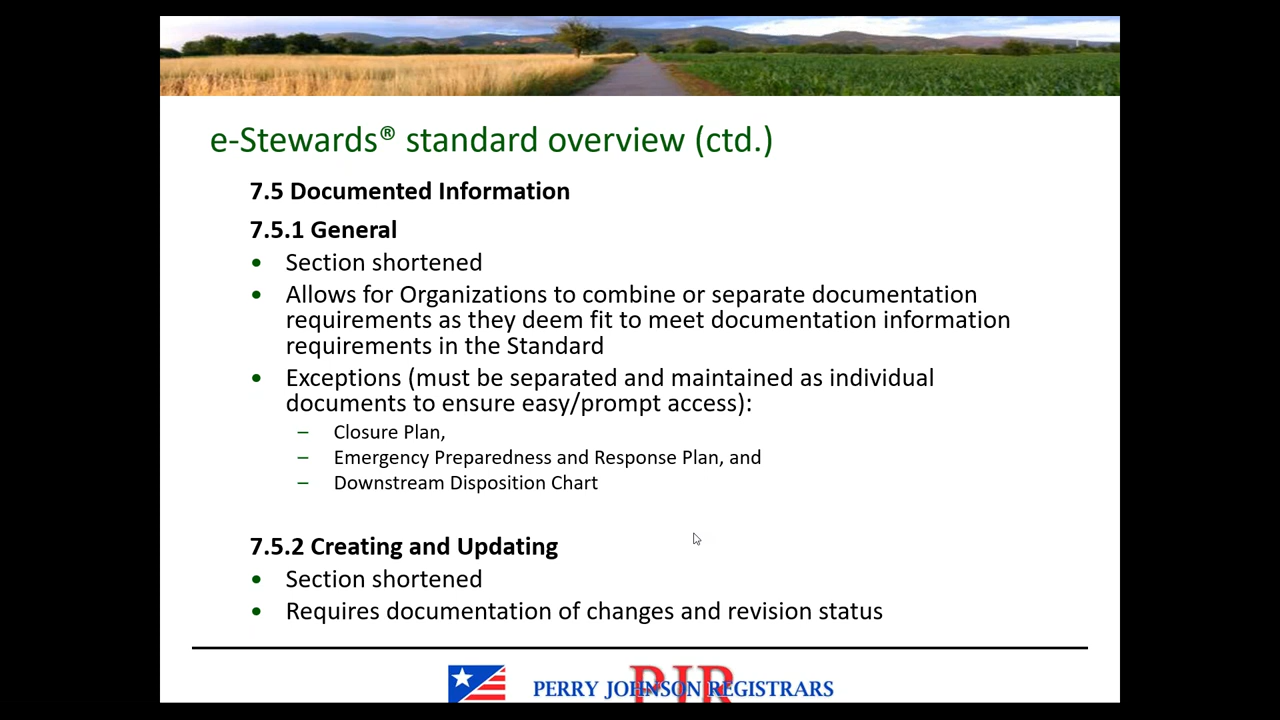 e-Stewards® standard overview (ctd.)
7.5 Documented Information
7.5.1 General
• Section shortened
• Allows for Organizations to combine or separate documentation
requirements as they deem fit to meet documentation information
requirements in the Standard
• Exceptions (must be separated and maintained as individual
documents to ensure easy/prompt access):
– Closure Plan,
– Emergency Preparedness and Response Plan, and
– Downstream Disposition Chart
7.5.2 Creating and Updating
• Section shortened
• Requires documentation of changes and revision status
PJR
PERRY JOHNSON REGISTRARS